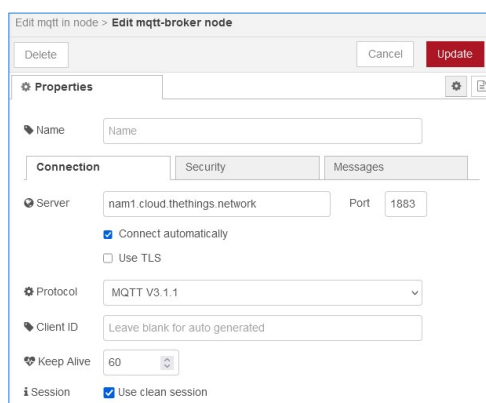 Edit mqtt in node > Edit mqtt-broker node
Delete Cancel Update
Properties
Name Name
Connection Security Messages
Server nam1.cloud.thethings.network Port 1883
Connect automatically
Use TLS
Protocol MQTT V3.1.1
Client ID Leave blank for auto generated
Keep Alive 60
Session Use clean session